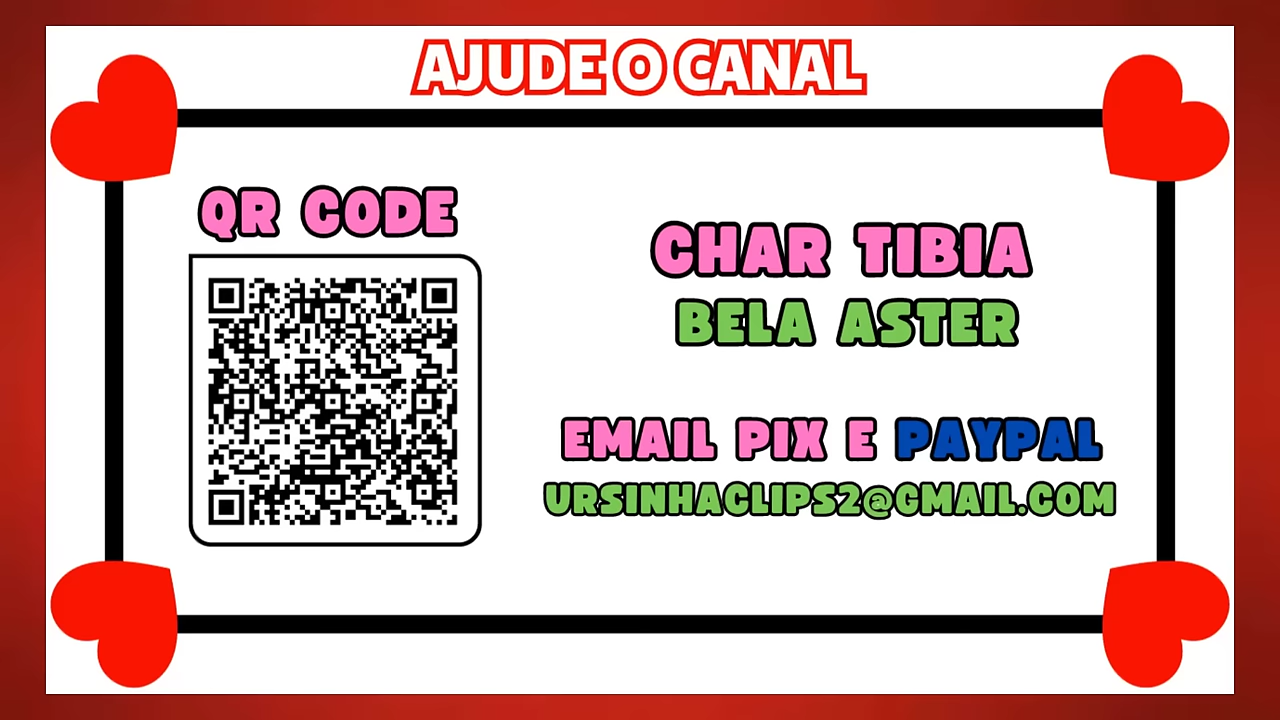 AJUDE O CANAL
QR CODE
CHAR TIBIA
BELA ASTER
EMAIL PIX E PAYPAL
URSINHACLIPS2@GMAIL.COM